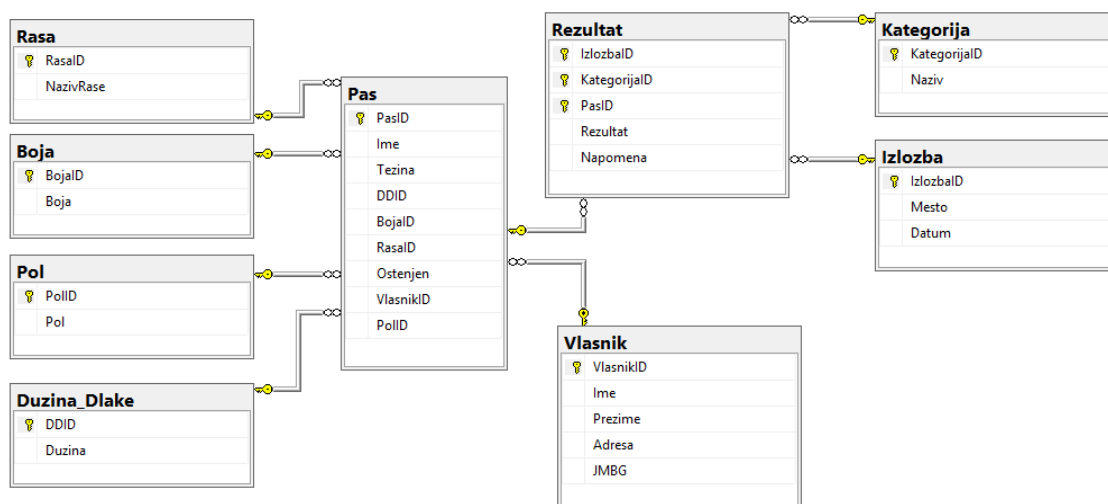 Rasa
RasaID
NazivRase
Boja
BojaID
Boja
Pol
PolID
Pol
Duzina_Dlake
DDID
Duzina
Pas
PasID
Ime
Tezina
DDID
BojaID
RasaID
Ostenjen
VlasnikID
PolID
Rezultat
IzlozbaID
KategorijaID
PasID
Rezultat
Napomena
Vlasnik
VlasnikID
Ime
Prezime
Adresa
JMBG
Kategorija
KategorijaID
Naziv
Izlozba
IzlozbaID
Mesto
Datum